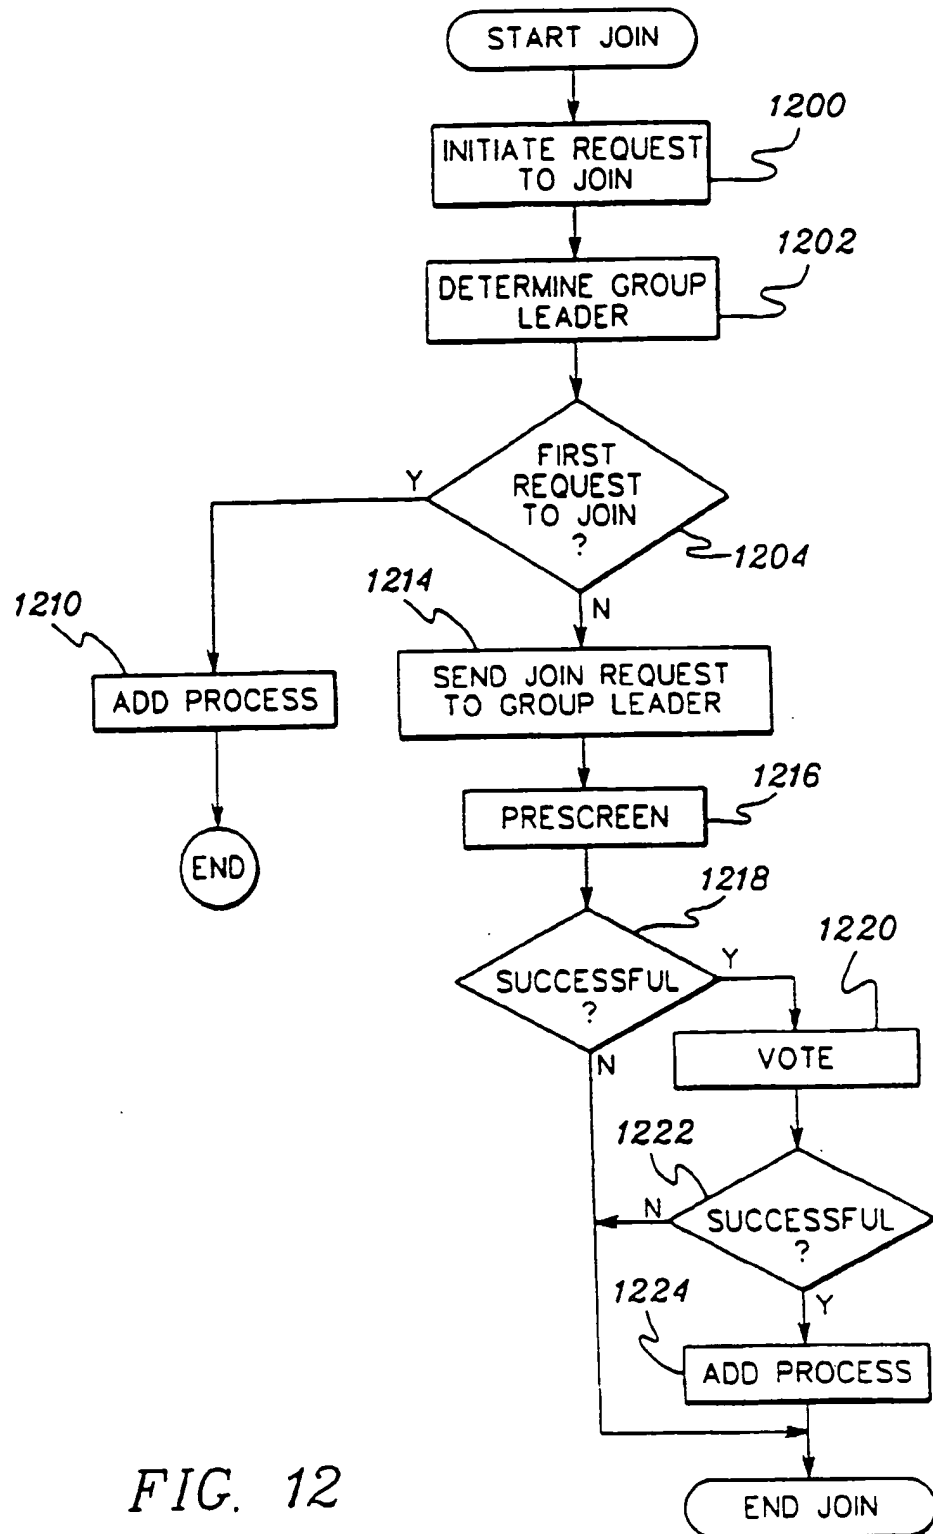 START JOIN
1200
INITIATE REQUEST
TO JOIN
1202
DETERMINE GROUP
LEADER
FIRST
REQUEST
TO JOIN
?
Y
1204
N
1214
1210
SEND JOIN REQUEST
TO GROUP LEADER
ADD PROCESS
1216
PRESCREEN
END
1218
1220
SUCCESSFUL
?
Y
N
VOTE
1222
N
SUCCESSFUL
?
Y
1224
ADD PROCESS
END JOIN
FIG. 12